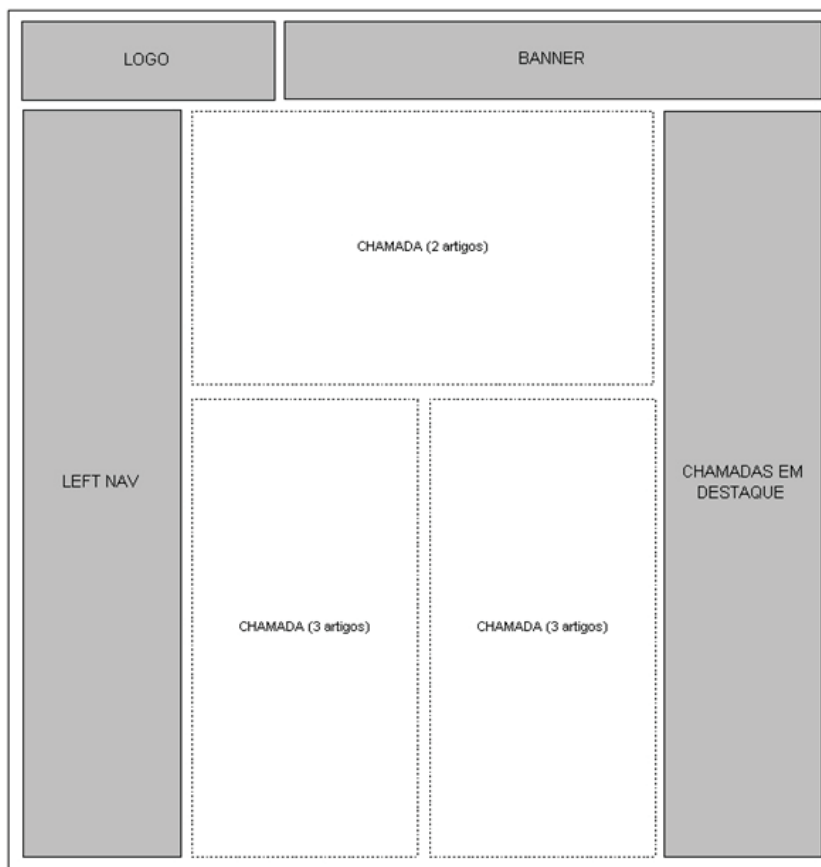 LOGO
BANNER
CHAMADA (2 artigos)
LEFT NAV
CHAMADAS EM
DESTAQUE
CHAMADA (3 artigos)
CHAMADA (3 artigos)